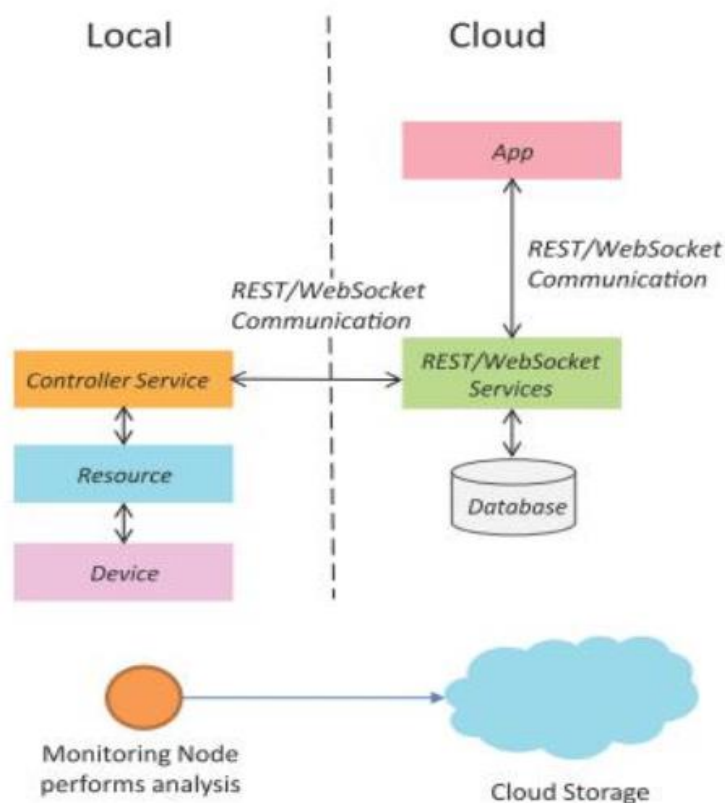 Local
Cloud
App
REST/WebSocket
Communication
REST/WebSocket
Communication
Controller Service
REST/WebSocket
Services
Resource
Database
Device
Monitoring Node
performs analysis
Cloud Storage